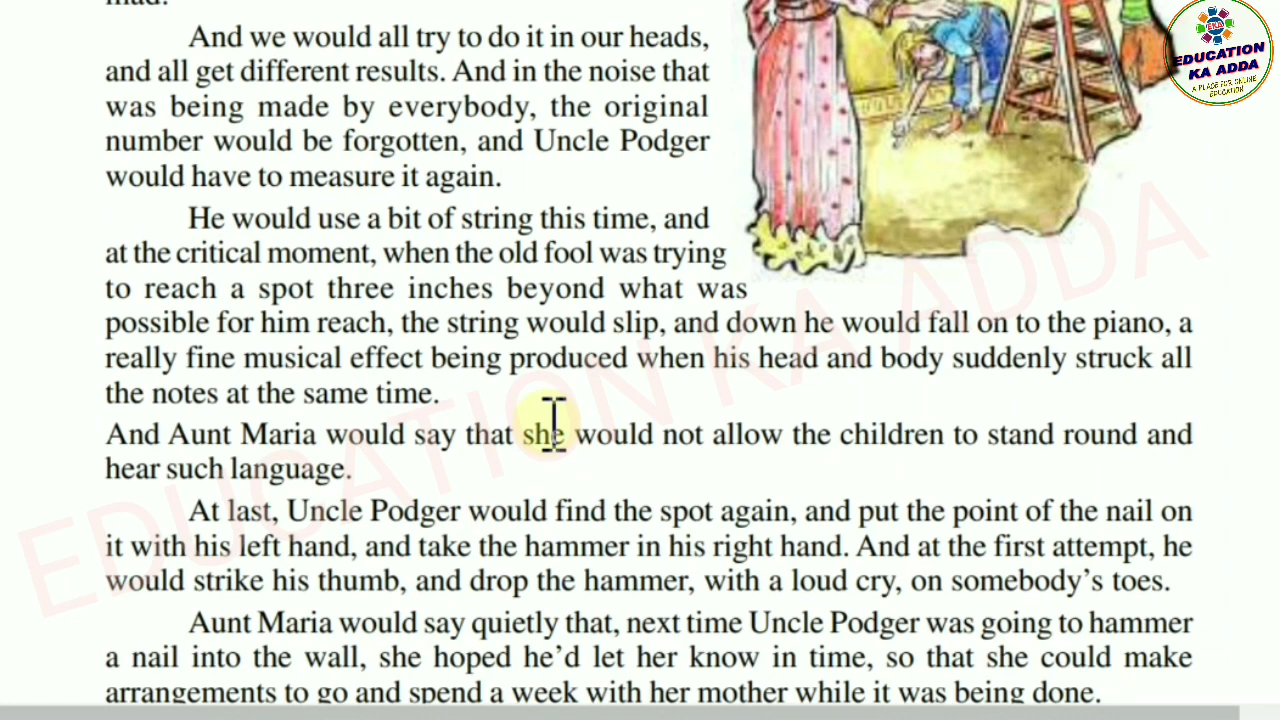 mad.
And we would all try to do it in our heads,
and all get different results. And in the noise that
was being made by everybody, the original
number would be forgotten, and Uncle Podger
would have to measure it again.
He would use a bit of string this time, and
at the critical moment, when the old fool was trying
to reach a spot three inches beyond what was
possible for him reach, the string would slip, and down he would fall on to the piano, a
really fine musical effect being produced when his head and body suddenly struck all
the notes at the same time.
And Aunt Maria would say that she would not allow the children to stand round and
hear such language.
At last, Uncle Podger would find the spot again, and put the point of the nail on
it with his left hand, and take the hammer in his right hand. And at the first attempt, he
would strike his thumb, and drop the hammer, with a loud cry, on somebody's toes.
Aunt Maria would say quietly that, next time Uncle Podger was going to hammer
a nail into the wall, she hoped he'd let her know in time, so that she could make
arrangements to go and spend a week with her mother while it was being done.
EKA
EDUCATION
KA ADDA
A PLACE FOR ONLINE
EDUCATION
EDUCATION KA ADDA